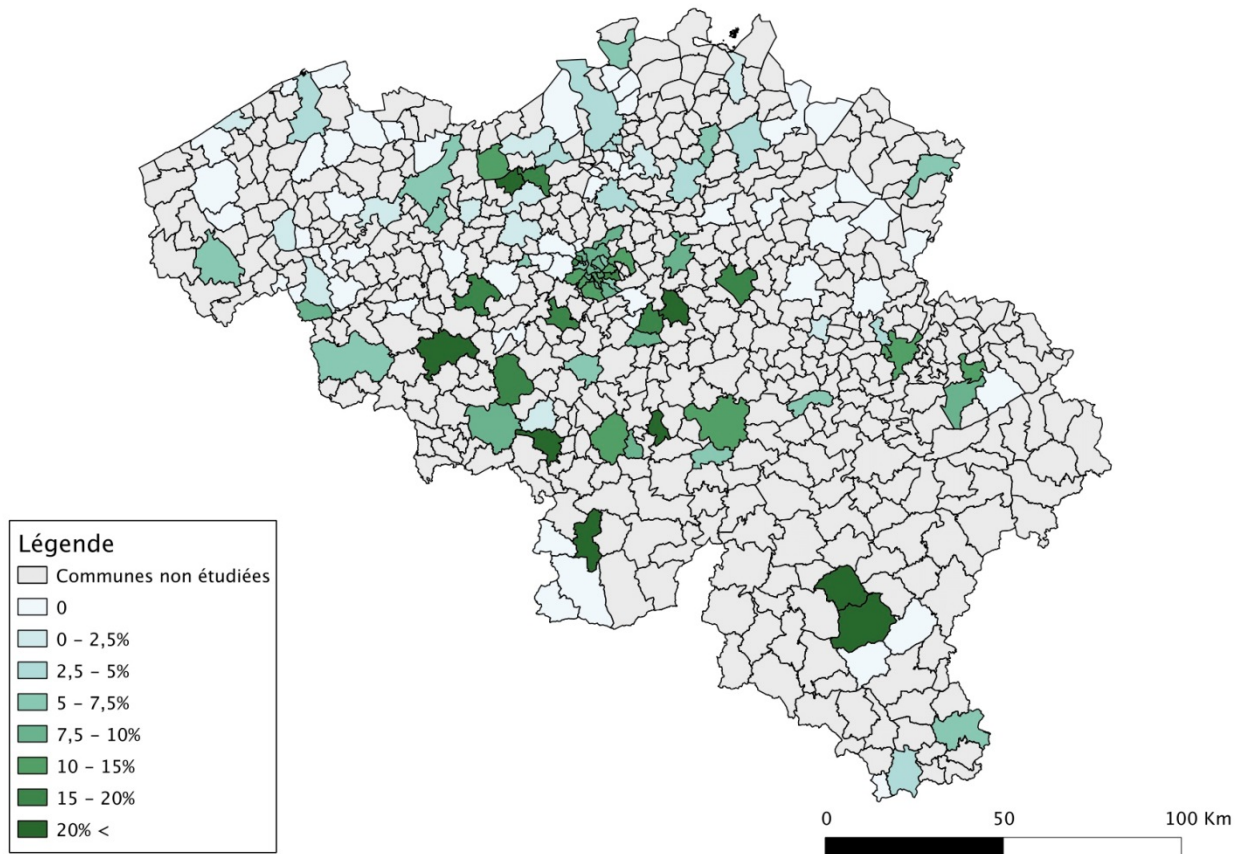 Légende
Communes non étudiées
0
0 – 2,5%
2,5 – 5%
5 – 7,5%
7,5 – 10%
10 – 15%
15 – 20%
20% <
0 50 100 Km